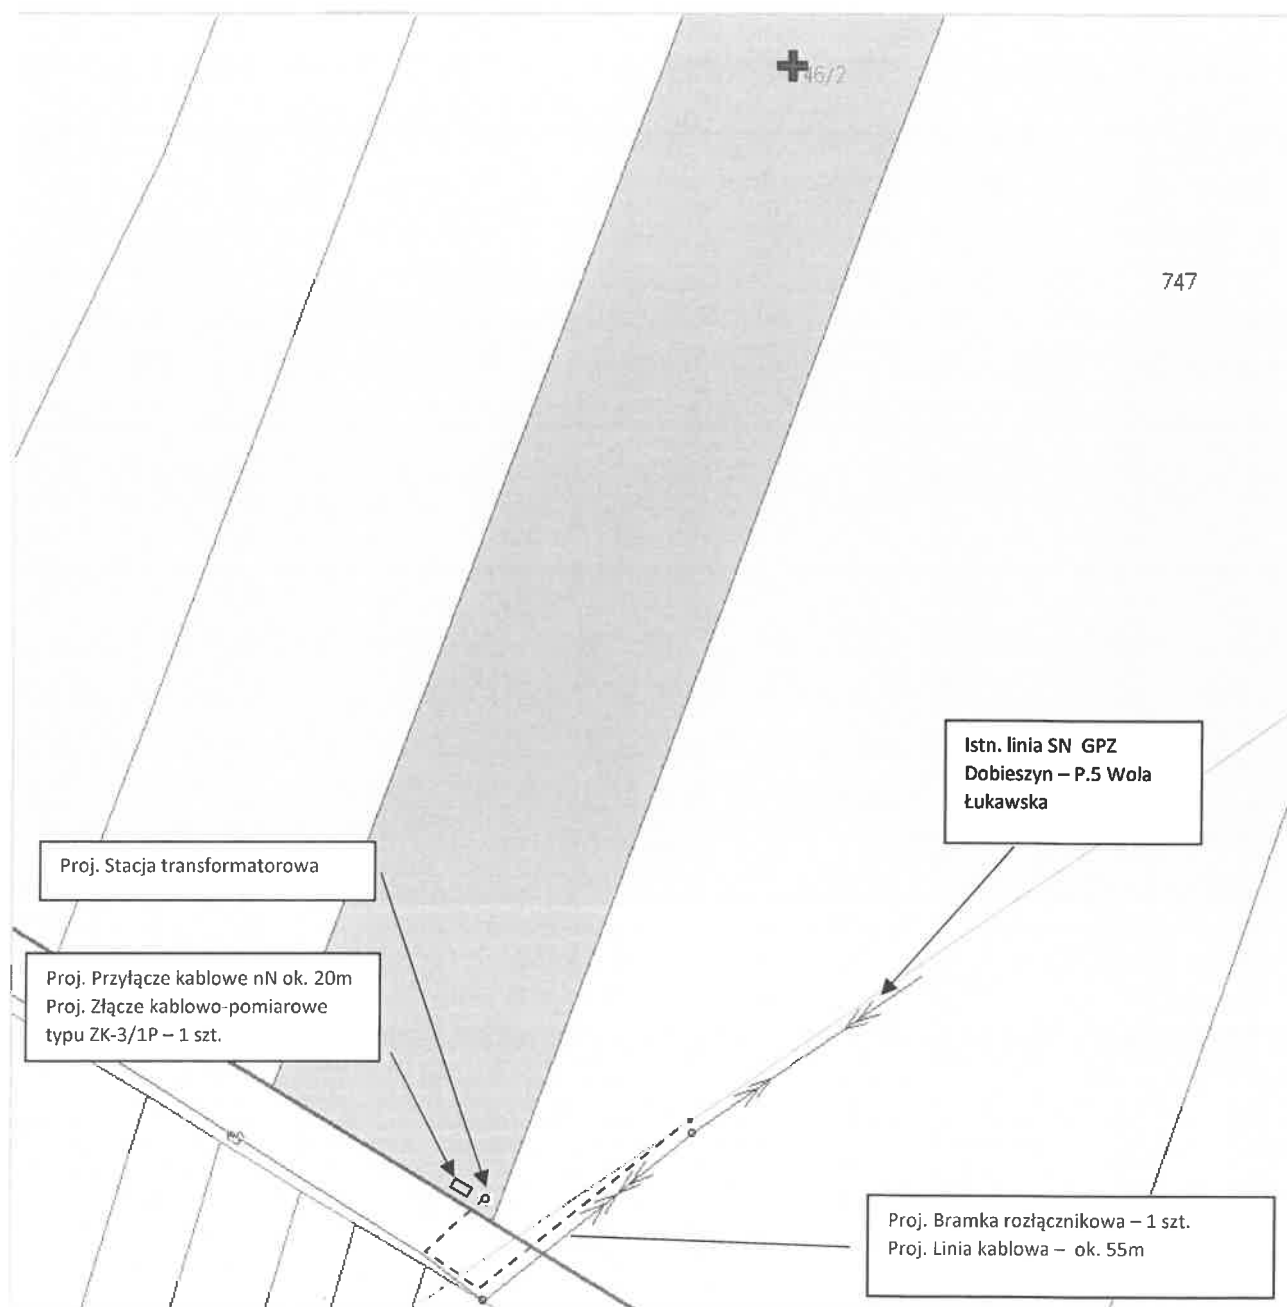 46/2
747
Istn. linia SN GPZ
Dobieszyn – P.5 Wola
Łukawska
Proj. Stacja transformatorowa
Proj. Przyłącze kablowe nN ok. 20m
Proj. Złącze kablowo-pomiarowe
typu ZK-3/1P – 1 szt.
Proj. Bramka rozłącznikowa – 1 szt.
Proj. Linia kablowa – ok. 55m